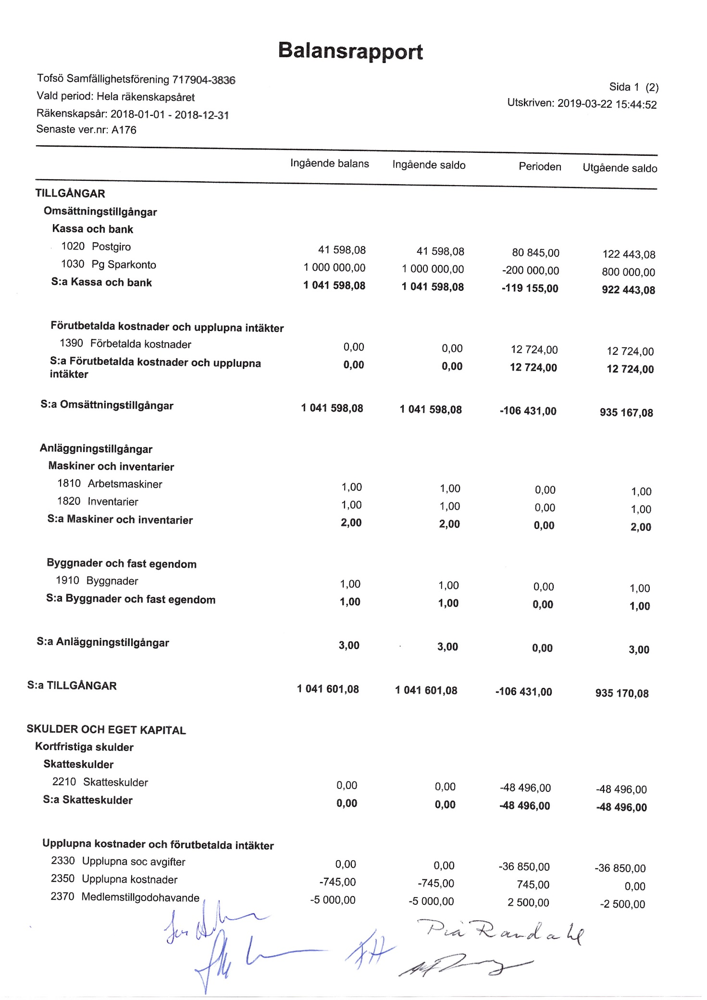 Balansrapport
Tofsö Samfällighetsförening 717904-3836
Sida 1 (2)
Vald period: Hela räkenskapsåret
Utskriven: 2019-03-22 15:44:52
Räkenskapsår: 2018-01-01 - 2018-12-31
Senaste ver.nr: A176
Ingående balans Ingående saldo Perioden Utgående saldo
TILLGÅNGAR
Omsättningstillgångar
Kassa och bank
1020 Postgiro 41 598,08 41 598,08 80 845,00 122 443,08
1030 Pg Sparkonto 1 000 000,00 1 000 000,00 -200 000,00 800 000,00
S:a Kassa och bank 1 041 598,08 1 041 598,08 -119 155,00 922 443,08
Förutbetalda kostnader och upplupna intäkter
1390 Förbetalda kostnader 0,00 0,00 12 724,00 12 724,00
S:a Förutbetalda kostnader och upplupna 0,00 0,00 12 724,00 12 724,00
intäkter
S:a Omsättningstillgångar 1 041 598,08 1 041 598,08 -106 431,00 935 167,08
Anläggningstillgångar
Maskiner och inventarier
1810 Arbetsmaskiner 1,00 1,00 0,00 1,00
1820 Inventarier 1,00 1,00 0,00 1,00
S:a Maskiner och inventarier 2,00 2,00 0,00 2,00
Byggnader och fast egendom
1910 Byggnader 1,00 1,00 0,00 1,00
S:a Byggnader och fast egendom 1,00 1,00 0,00 1,00
S:a Anläggningstillgångar 3,00 3,00 0,00 3,00
S:a TILLGÅNGAR 1 041 601,08 1 041 601,08 -106 431,00 935 170,08
SKULDER OCH EGET KAPITAL
Kortfristiga skulder
Skatteskulder
2210 Skatteskulder 0,00 0,00 -48 496,00 -48 496,00
S:a Skatteskulder 0,00 0,00 -48 496,00 -48 496,00
Upplupna kostnader och förutbetalda intäkter
2330 Upplupna soc avgifter 0,00 0,00 -36 850,00 -36 850,00
2350 Upplupna kostnader -745,00 -745,00 745,00 0,00
2370 Medlemstillgodohavande -5 000,00 -5 000,00 2 500,00 -2 500,00
Pia Randahl